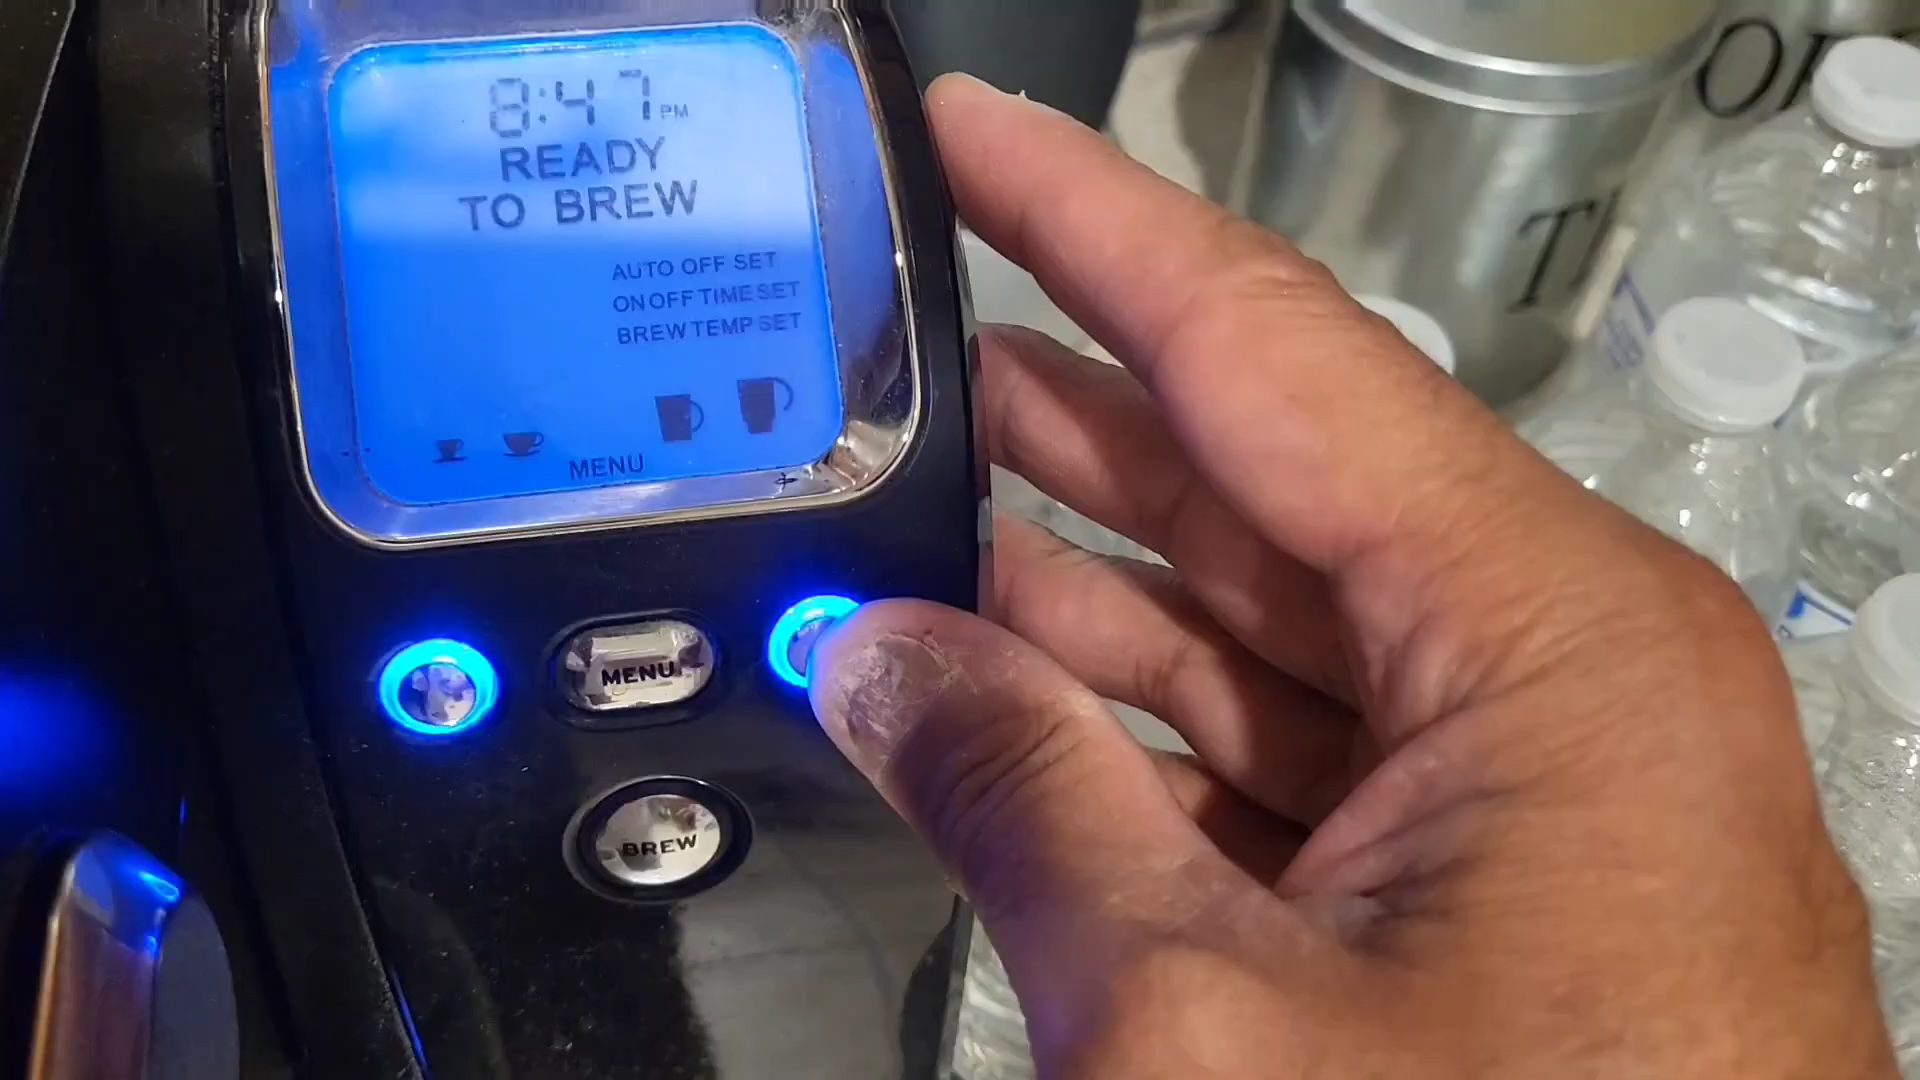 8:47 PM
READY
TO BREW
AUTO OFF SET
ON OFF TIME SET
BREW TEMP SET
MENU
MENU
BREW